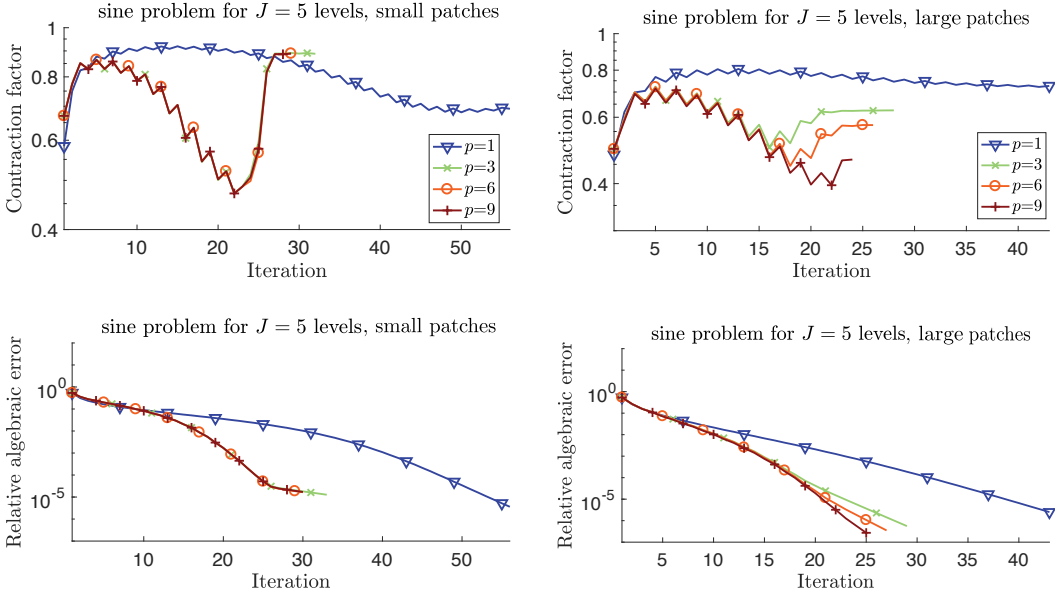 sine problem for J = 5 levels, small patches
Contraction factor
1
0.8
0.6
0.4
10 20 30 40 50
Iteration
p=1
p=3
p=6
p=9
sine problem for J = 5 levels, large patches
Contraction factor
1
0.8
0.6
0.4
5 10 15 20 25 30 35 40
Iteration
p=1
p=3
p=6
p=9
sine problem for J = 5 levels, small patches
Relative algebraic error
10^0
10^-5
10 20 30 40 50
Iteration
sine problem for J = 5 levels, large patches
Relative algebraic error
10^0
10^-5
5 10 15 20 25 30 35 40
Iteration